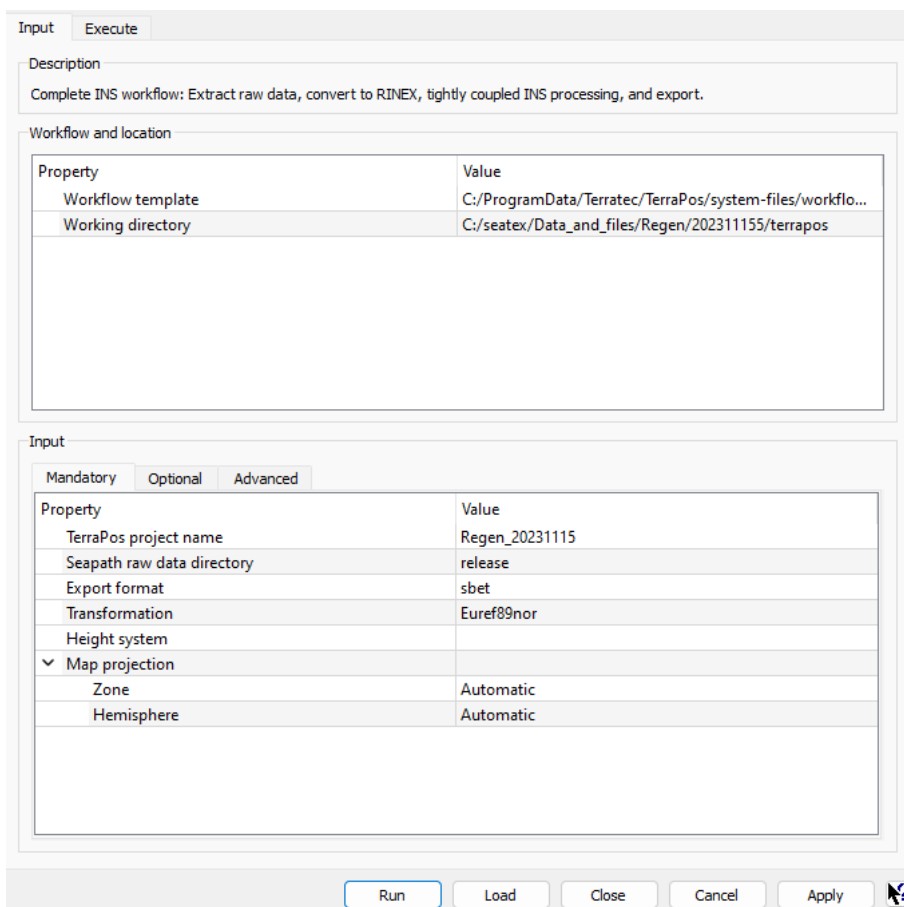 Input Execute
Description
Complete INS workflow: Extract raw data, convert to RINEX, tightly coupled INS processing, and export.
Workflow and location
Property Value
Workflow template C:/ProgramData/Terratec/TerraPos/system-files/workflo...
Working directory C:/seatex/Data_and_files/Regen/202311155/terrapos
Input
Mandatory Optional Advanced
Property Value
TerraPos project name Regen_20231115
Seapath raw data directory release
Export format sbet
Transformation Euref89nor
Height system
Map projection
Zone Automatic
Hemisphere Automatic
Run Load Close Cancel Apply ?